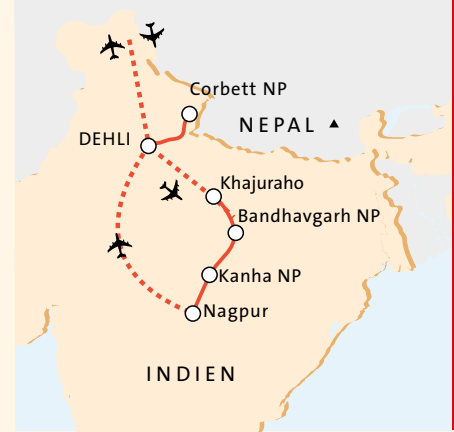 Corbett NP
NEPAL
DEHLI
Khajuraho
Bandhavgarh NP
Kanha NP
Nagpur
INDIEN